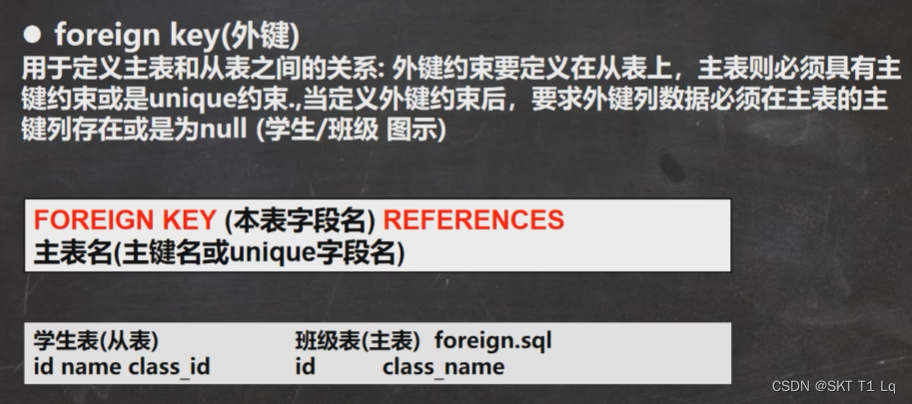 ● foreign key(外键)
用于定义主表和从表之间的关系: 外键约束要定义在从表上，主表则必须具有主
键约束或是unique约束.,当定义外键约束后，要求外键列数据必须在主表的主
键列存在或是为null (学生/班级 图示)
FOREIGN KEY (本表字段名) REFERENCES
主表名(主键名或unique字段名)
学生表(从表) 班级表(主表) foreign.sql
id name class_id id class_name
CSDN @SKT T1 Lq